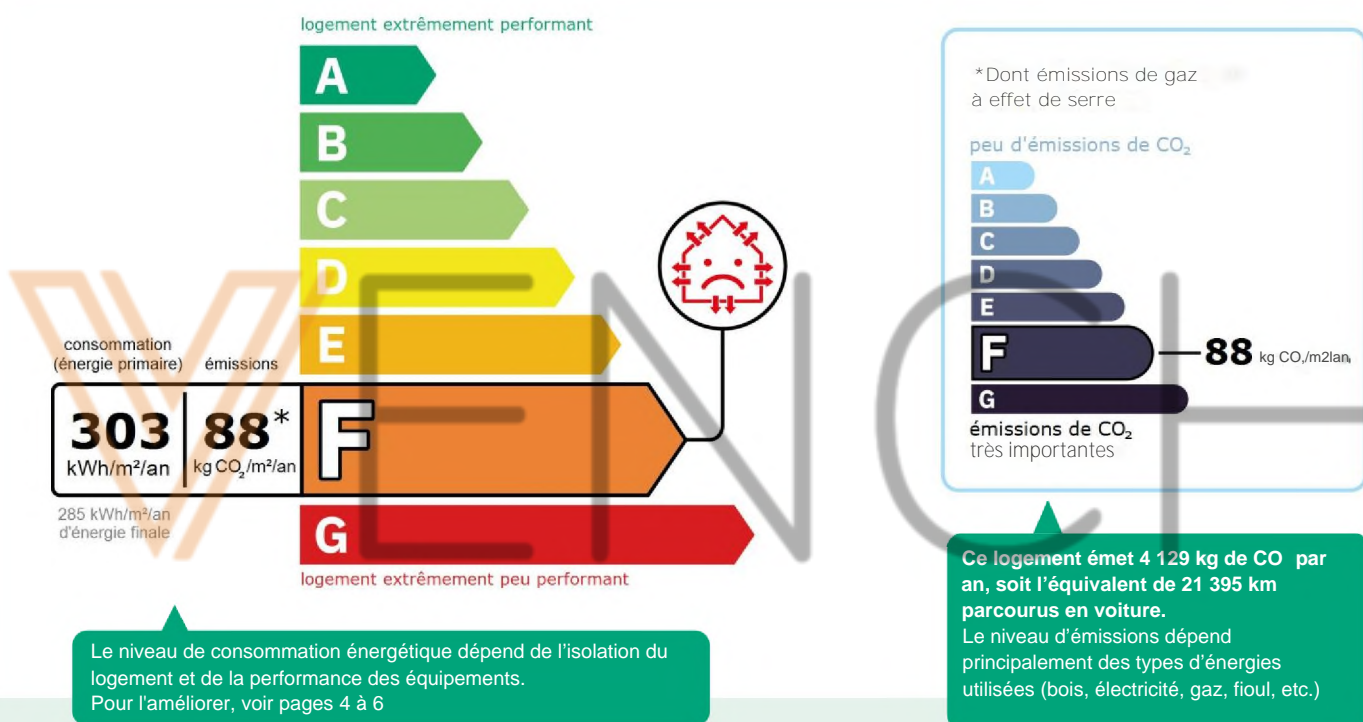 logement extrêmement performant
A
B
C
D
E
consommation
(énergie primaire)
émissions
303
kWh/m²/an
88*
kg CO₂/m²/an
F
285 kWh/m²/an
d'énergie finale
G
logement extrêmement peu performant
Le niveau de consommation énergétique dépend de l'isolation du
logement et de la performance des équipements.
Pour l'améliorer, voir pages 4 à 6
*Dont émissions de gaz
à effet de serre
peu d'émissions de CO₂
A
B
C
D
E
F
88 kg CO,/m2lan
G
émissions de CO₂
très importantes
Ce logement émet 4 129 kg de CO par
an, soit l'équivalent de 21 395 km
parcourus en voiture.
Le niveau d'émissions dépend
principalement des types d'énergies
utilisées (bois, électricité, gaz, fioul, etc.)
VENCH